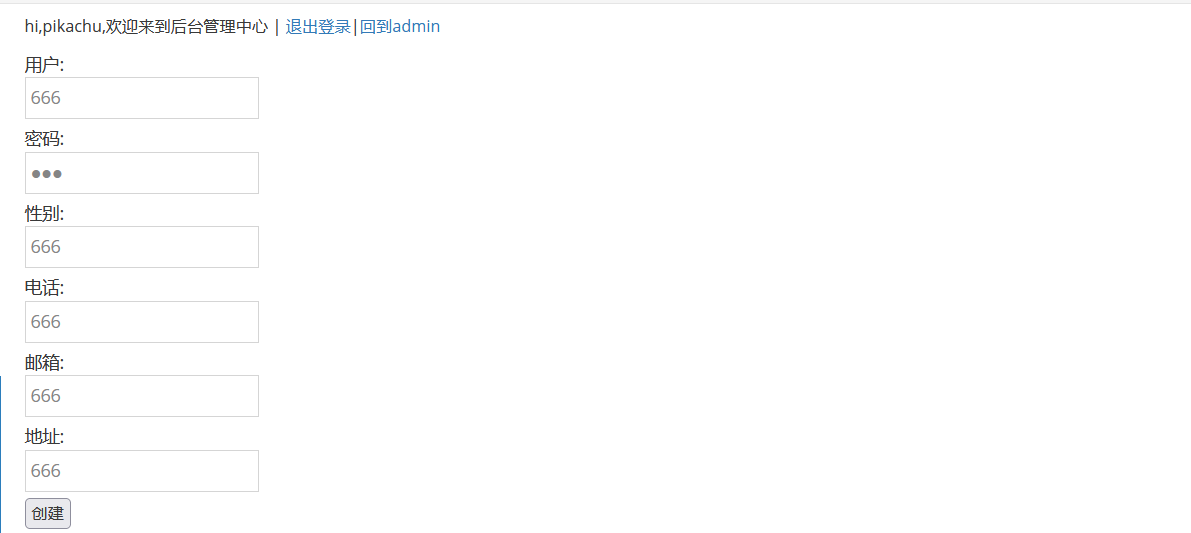 hi,pikachu,欢迎来到后台管理中心 | 退出登录|回到admin
用户:
666
密码:
●●●
性别:
666
电话:
666
邮箱:
666
地址:
666
创建